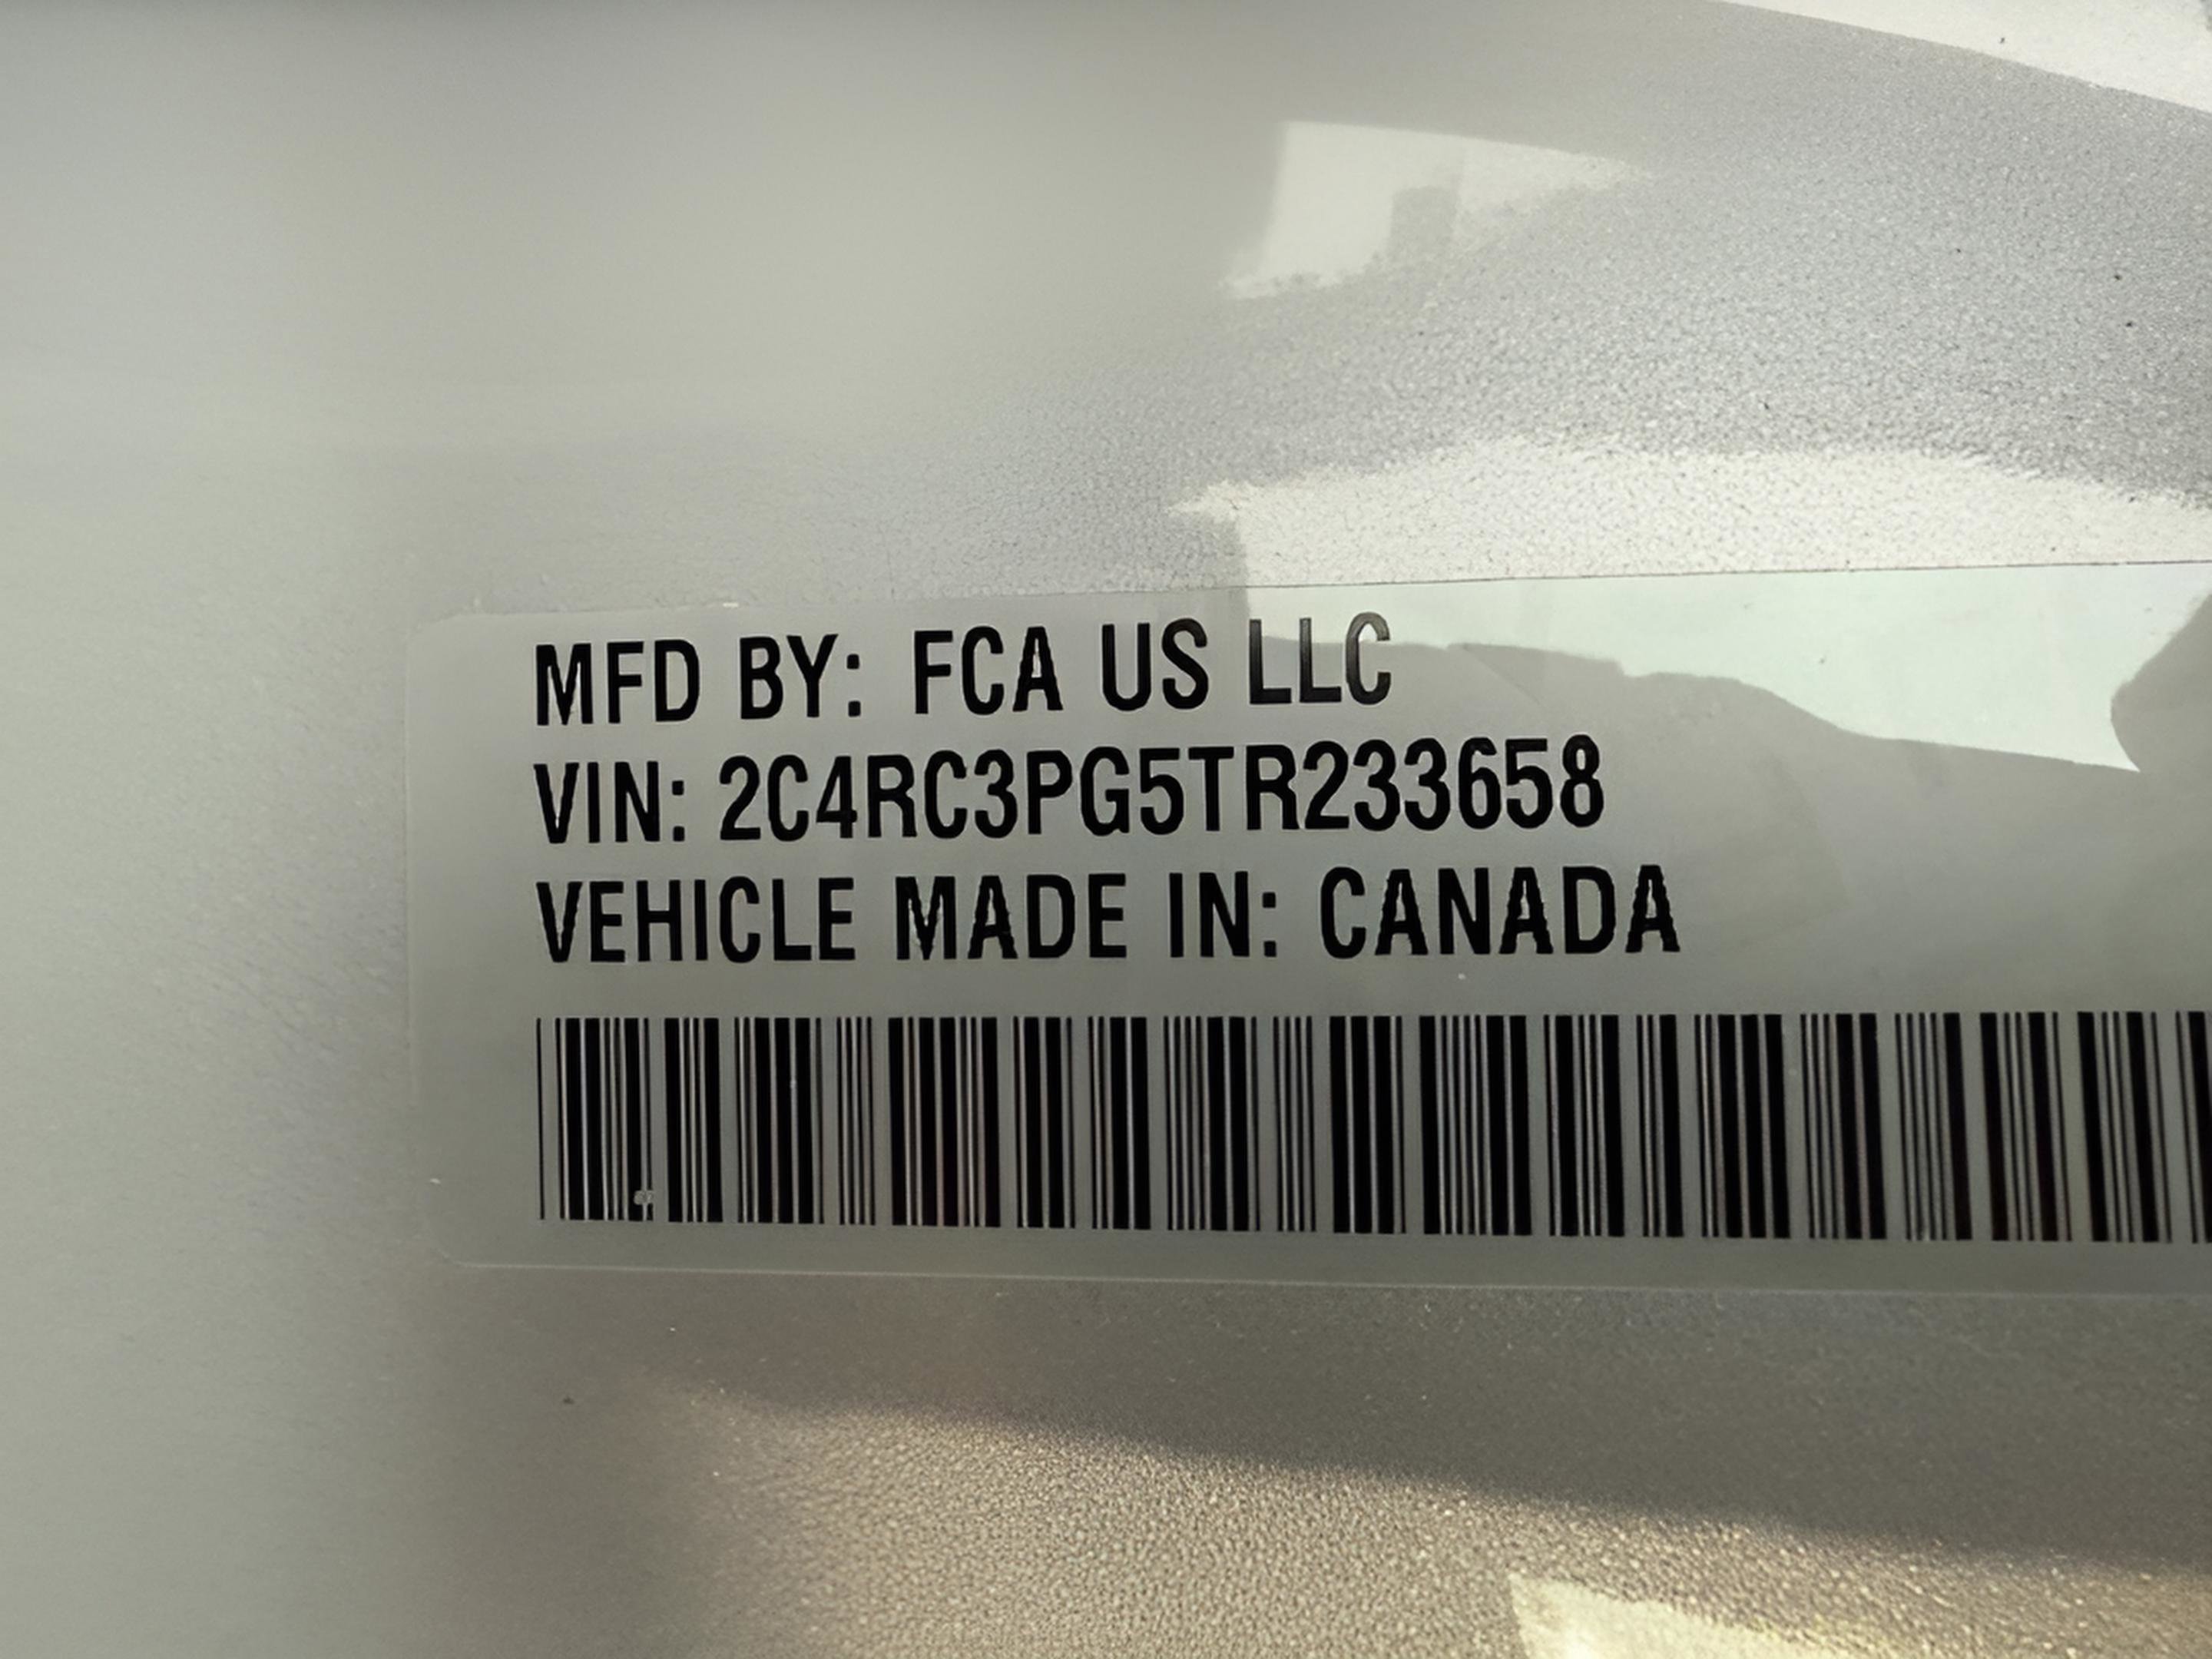 MFD BY: FCA US LLC
VIN: 2C4RC3PG5TR233658
VEHICLE MADE IN: CANADA